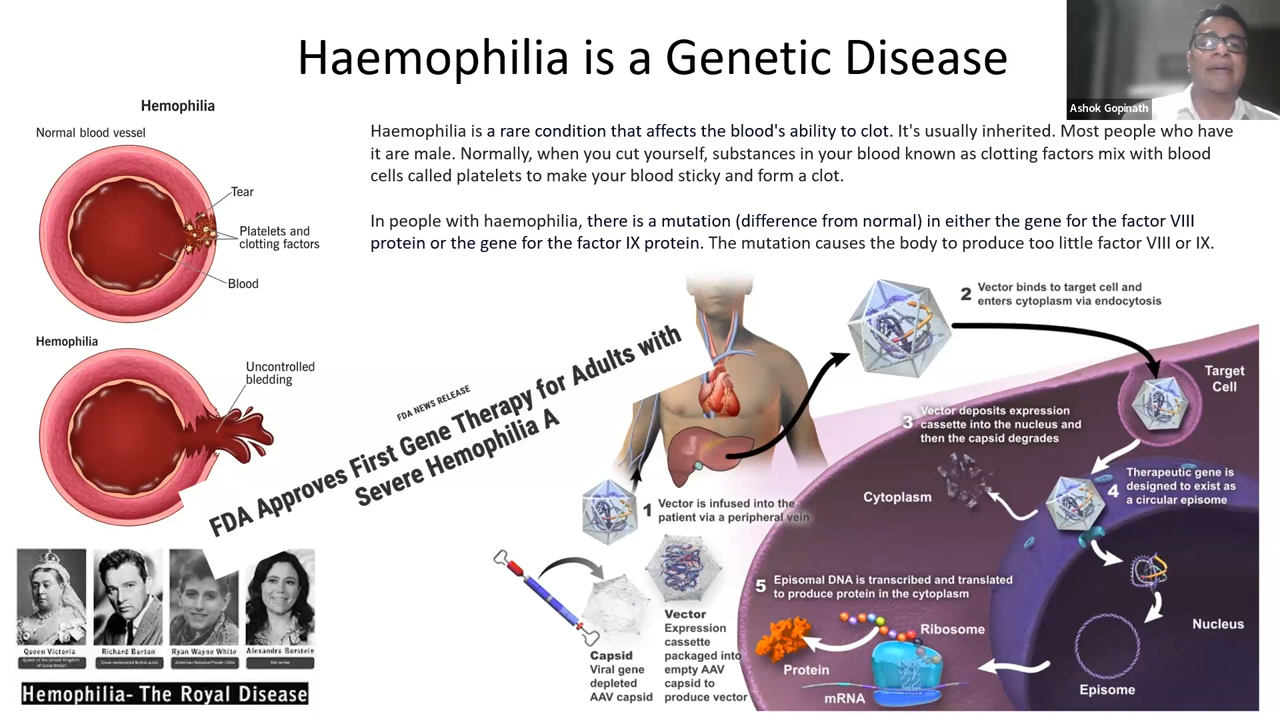 Haemophilia is a Genetic Disease
Ashok Gopinath
Hemophilia
Normal blood vessel
Tear
Platelets and
clotting factors
Blood
Hemophilia
Uncontrolled
bledding
Haemophilia is a rare condition that affects the blood's ability to clot. It's usually inherited. Most people who have
it are male. Normally, when you cut yourself, substances in your blood known as clotting factors mix with blood
cells called platelets to make your blood sticky and form a clot.
In people with haemophilia, there is a mutation (difference from normal) in either the gene for the factor VIII
protein or the gene for the factor IX protein. The mutation causes the body to produce too little factor VIII or IX.
FDA NEWS RELEASE
FDA Approves First Gene Therapy for Adults with
Severe Hemophilia A
1 Vector is infused into the
patient via a peripheral vein
2 Vector binds to target cell and
enters cytoplasm via endocytosis
Target
Cell
3 Vector deposits expression
cassette into the nucleus and
then the capsid degrades
Cytoplasm
4 Therapeutic gene is
designed to exist as
a circular episome
5 Episomal DNA is transcribed and translated
to produce protein in the cytoplasm
Ribosome
Protein
mRNA
Nucleus
Episome
Capsid
Viral gene
depleted
AAV capsid
Vector
Expression
cassette
packaged into
empty AAV
capsid to
produce vector
Queen Victoria
Richard Burton
Ryan Wayne White
Alexandra Borstein
Hemophilia- The Royal Disease